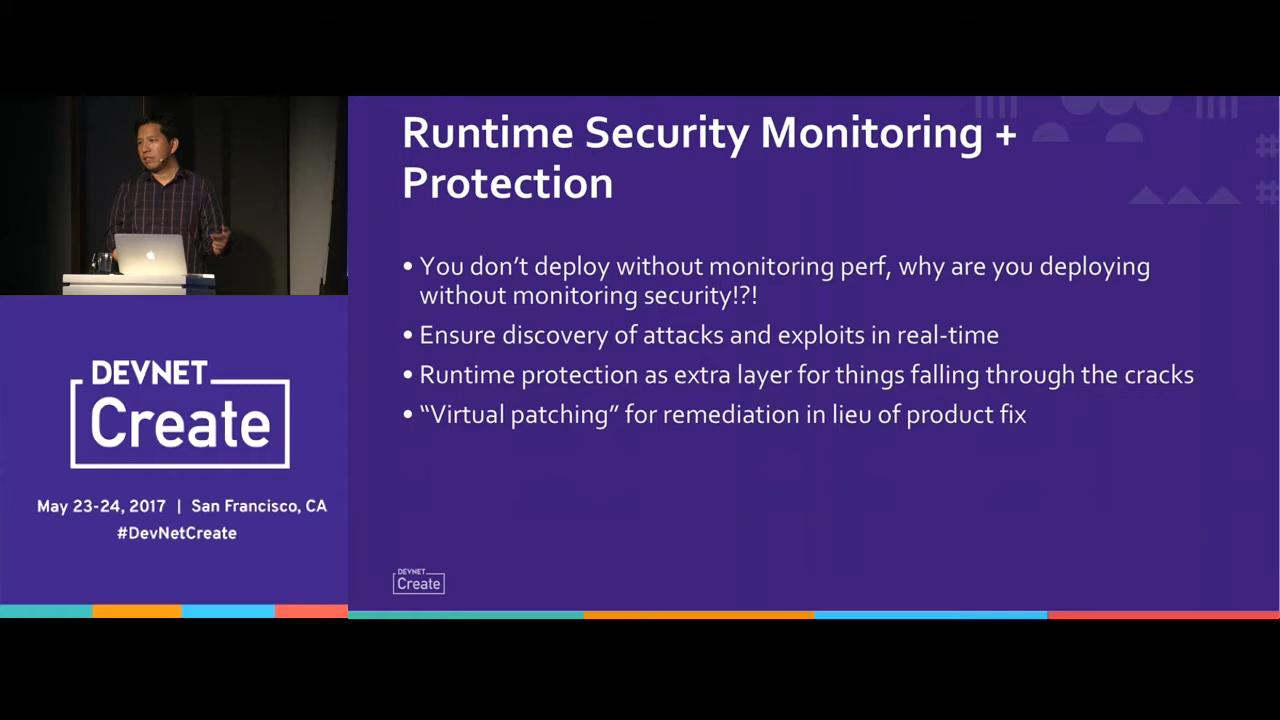 Runtime Security Monitoring +
Protection
• You don't deploy without monitoring perf, why are you deploying
without monitoring security!?!
• Ensure discovery of attacks and exploits in real-time
• Runtime protection as extra layer for things falling through the cracks
• “Virtual patching” for remediation in lieu of product fix
DEVNET
Create
May 23-24, 2017 | San Francisco, CA
#DevNetCreate
DEVNET
Create